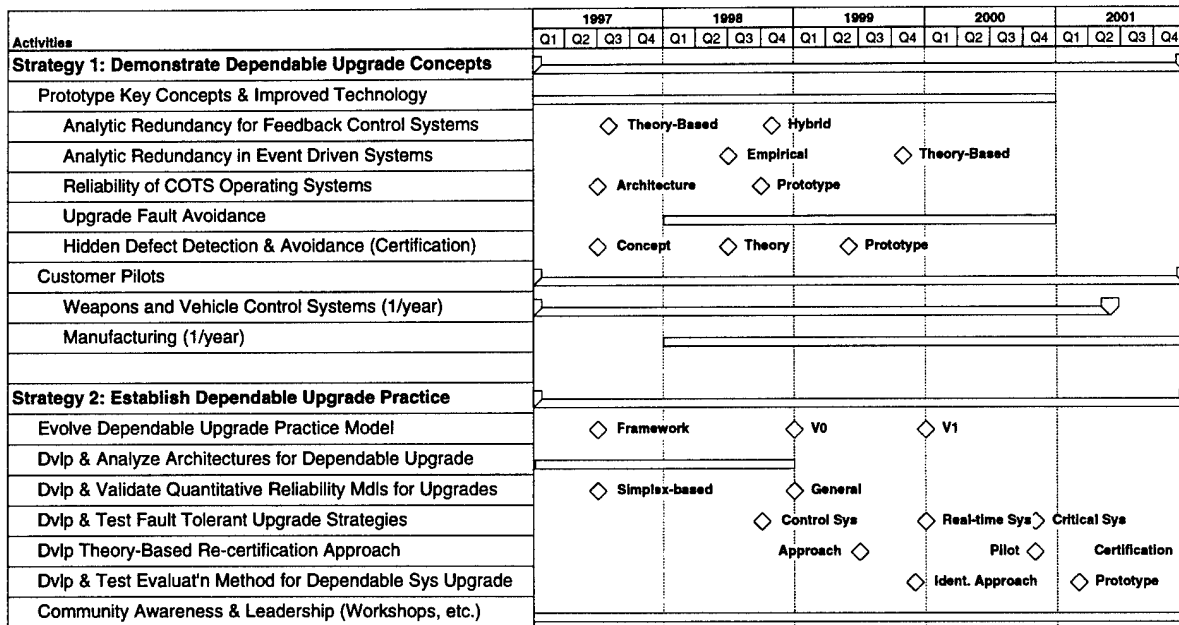 1997 1998 1999 2000 2001
Activities Q1 Q2 Q3 Q4 Q1 Q2 Q3 Q4 Q1 Q2 Q3 Q4 Q1 Q2 Q3 Q4 Q1 Q2 Q3 Q4
Strategy 1: Demonstrate Dependable Upgrade Concepts
Prototype Key Concepts & Improved Technology
Analytic Redundancy for Feedback Control Systems Theory-Based Hybrid
Analytic Redundancy in Event Driven Systems Empirical Theory-Based
Reliability of COTS Operating Systems Architecture Prototype
Upgrade Fault Avoidance
Hidden Defect Detection & Avoidance (Certification) Concept Theory Prototype
Customer Pilots
Weapons and Vehicle Control Systems (1/year)
Manufacturing (1/year)
Strategy 2: Establish Dependable Upgrade Practice
Evolve Dependable Upgrade Practice Model Framework V0 V1
Dvlp & Analyze Architectures for Dependable Upgrade
Dvlp & Validate Quantitative Reliability Mdls for Upgrades Simplex-based General
Dvlp & Test Fault Tolerant Upgrade Strategies Control Sys Real-time Sys Critical Sys
Dvlp Theory-Based Re-certification Approach Approach Pilot Certification
Dvlp & Test Evaluat'n Method for Dependable Sys Upgrade Ident. Approach Prototype
Community Awareness & Leadership (Workshops, etc.)